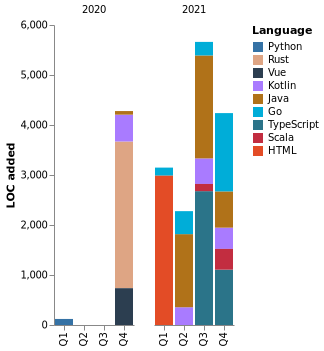 2020 2021
Language
Python
Rust
Vue
Kotlin
Java
Go
TypeScript
Scala
HTML
LOC added
6,000
5,000
4,000
3,000
2,000
1,000
0
Q1 Q2 Q3 Q4 Q1 Q2 Q3 Q4